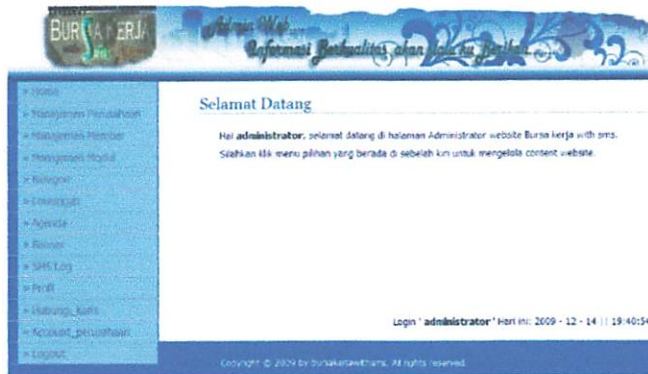 BURSA KERJA
Admin Web...
Informasi Berkualitas akan selalu ku Berikan...
» Home
» Manajemen Perusahaan
» Manajemen Member
» Manajemen Modul
» Kategori
» Lowongan
» Agenda
» Banner
» SMS Log
» Profil
» Hubungi_kami
» Account_perusahaan
» Logout
Selamat Datang
Hai administrator, selamat datang di halaman Administrator website Bursa kerja with sms.
Silahkan klik menu pilihan yang berada di sebelah kiri untuk mengelola content website.
Login ' administrator ' Hari ini: 2009 - 12 - 14 || 19:40:54
Copyright © 2009 by bursakerjawithsms. All rights reserved.